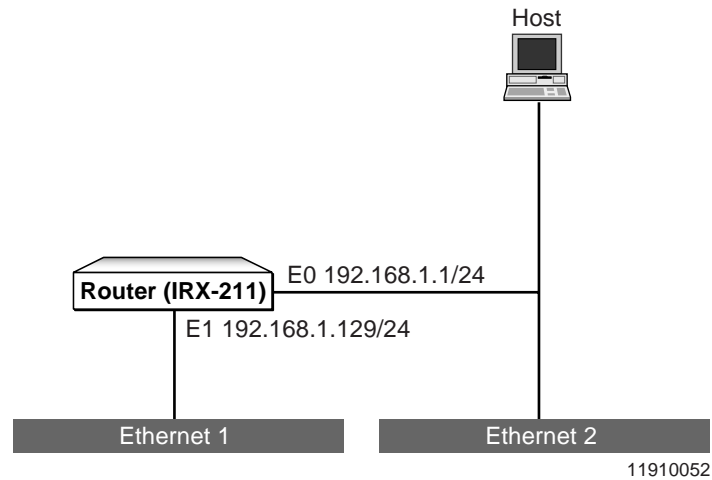 Host
E0 192.168.1.1/24
Router (IRX-211)
E1 192.168.1.129/24
Ethernet 1
Ethernet 2
11910052